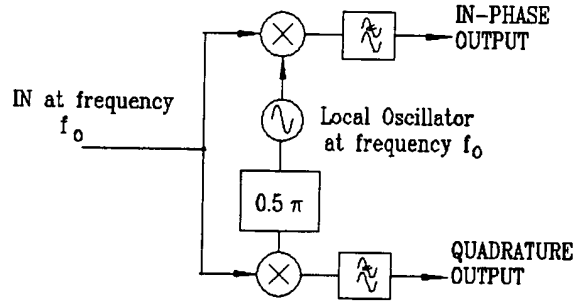 IN-PHASE
OUTPUT
IN at frequency
f₀
Local Oscillator
at frequency f₀
0.5 π
QUADRATURE
OUTPUT